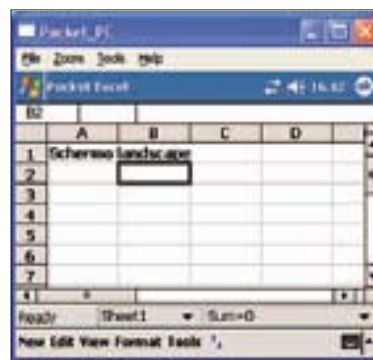 Pocket_PC
File Zoom Tools Help
Pocket Excel
B2
A B C D
1 Schermo landscape
2
3
4
5
6
7
Ready Sheet1 Sum=0
New Edit View Format Tools